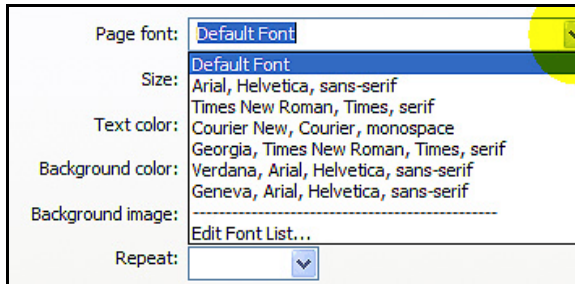 Page font: Default Font
Default Font
Size: Arial, Helvetica, sans-serif
Times New Roman, Times, serif
Text color: Courier New, Courier, monospace
Georgia, Times New Roman, Times, serif
Background color: Verdana, Arial, Helvetica, sans-serif
Geneva, Arial, Helvetica, sans-serif
Background image: ------------------------------------------------
Edit Font List...
Repeat: